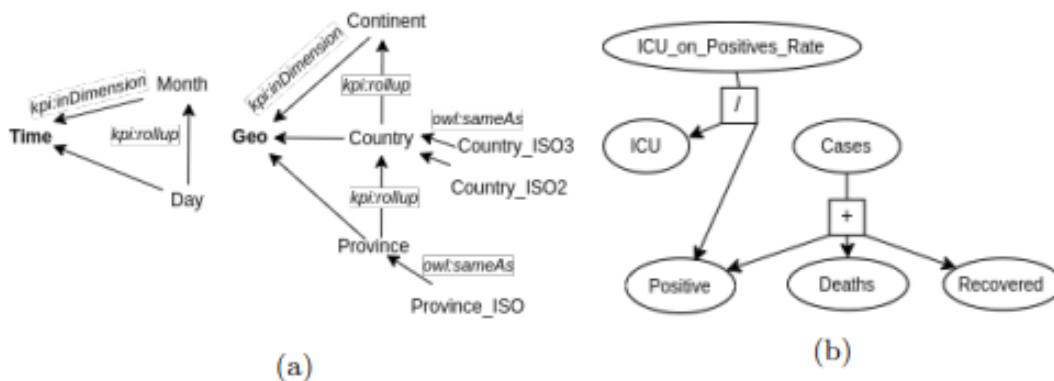 Continent
kpi:inDimension
kpi:rollup
Month
kpi:inDimension
Time
kpi:rollup
Day
Geo
Country
owl:sameAs
Country_ISO3
Country_ISO2
kpi:rollup
Province
owl:sameAs
Province_ISO
(a)
ICU_on_Positives_Rate
/
ICU
Cases
+
Positive
Deaths
Recovered
(b)